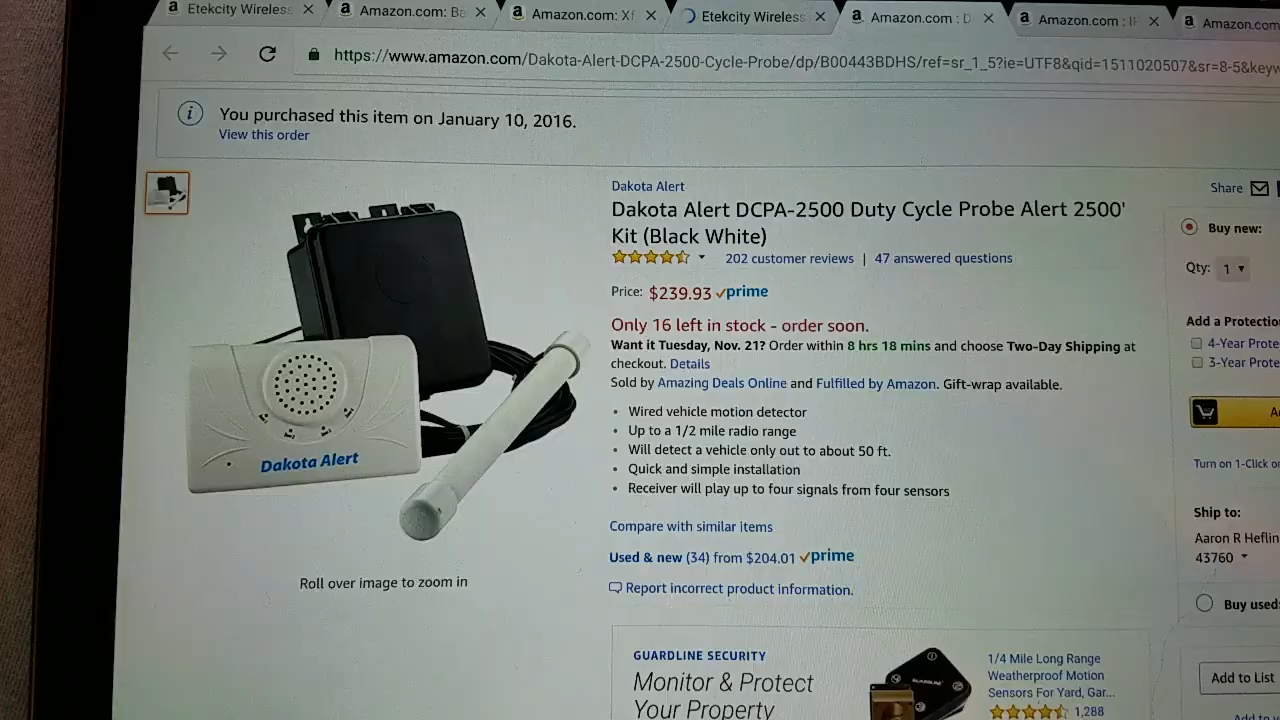 Etekcity Wireless
Amazon.com: Ba
Amazon.com: Xf
Etekcity Wireless
Amazon.com : D
Amazon.com : IP
Amazon.com
https://www.amazon.com/Dakota-Alert-DCPA-2500-Cycle-Probe/dp/B00443BDHS/ref=sr_1_5?ie=UTF8&qid=1511020507&sr=8-5&keyw
You purchased this item on January 10, 2016.
View this order
Dakota Alert
Share
Dakota Alert DCPA-2500 Duty Cycle Probe Alert 2500'
Kit (Black White)
Buy new:
202 customer reviews | 47 answered questions
Qty: 1
Price: $239.93 prime
Only 16 left in stock - order soon.
Add a Protectio
Want it Tuesday, Nov. 21? Order within 8 hrs 18 mins and choose Two-Day Shipping at
4-Year Prote
checkout. Details
3-Year Prote
Sold by Amazing Deals Online and Fulfilled by Amazon. Gift-wrap available.
Wired vehicle motion detector
Up to a 1/2 mile radio range
Will detect a vehicle only out to about 50 ft.
Quick and simple installation
Receiver will play up to four signals from four sensors
Dakota Alert
Turn on 1-Click o
Ship to:
Compare with similar items
Aaron R Heflin
Used & new (34) from $204.01 prime
43760
Roll over image to zoom in
Report incorrect product information.
Buy used:
GUARDLINE SECURITY
Monitor & Protect
Your Property
1/4 Mile Long Range
Weatherproof Motion
Sensors For Yard, Gar...
1,288
Add to List